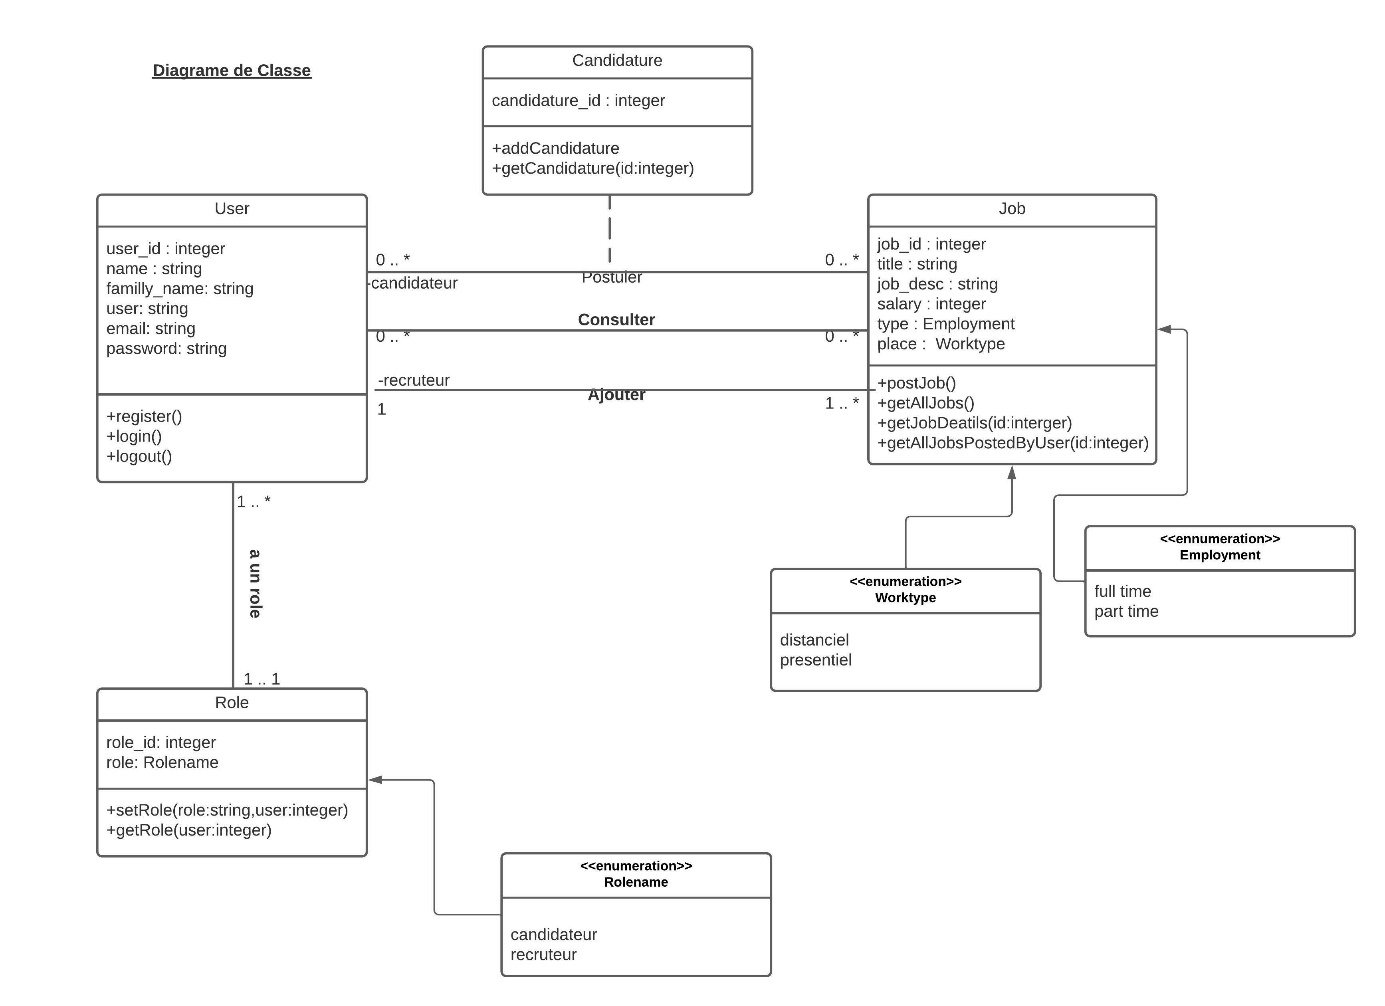 Diagrame de Classe
Candidature
candidature_id : integer
+addCandidature
+getCandidature(id:integer)
User
user_id : integer
name : string
familly_name: string
user: string
email: string
password: string
+register()
+login()
+logout()
0 .. *
0 .. *
-candidateur
Postuler
Consulter
0 .. *
0 .. *
-recruteur
Ajouter
1
1 .. *
Job
job_id : integer
title : string
job_desc : string
salary : integer
type : Employment
place :  Worktype
+postJob()
+getAllJobs()
+getJobDeatils(id:interger)
+getAllJobsPostedByUser(id:integer)
1 .. *
a un role
1 .. 1
<<enumeration>>
Worktype
distanciel
presentiel
<<ennumeration>>
Employment
full time
part time
Role
role_id: integer
role: Rolename
+setRole(role:string,user:integer)
+getRole(user:integer)
<<enumeration>>
Rolename
candidateur
recruteur